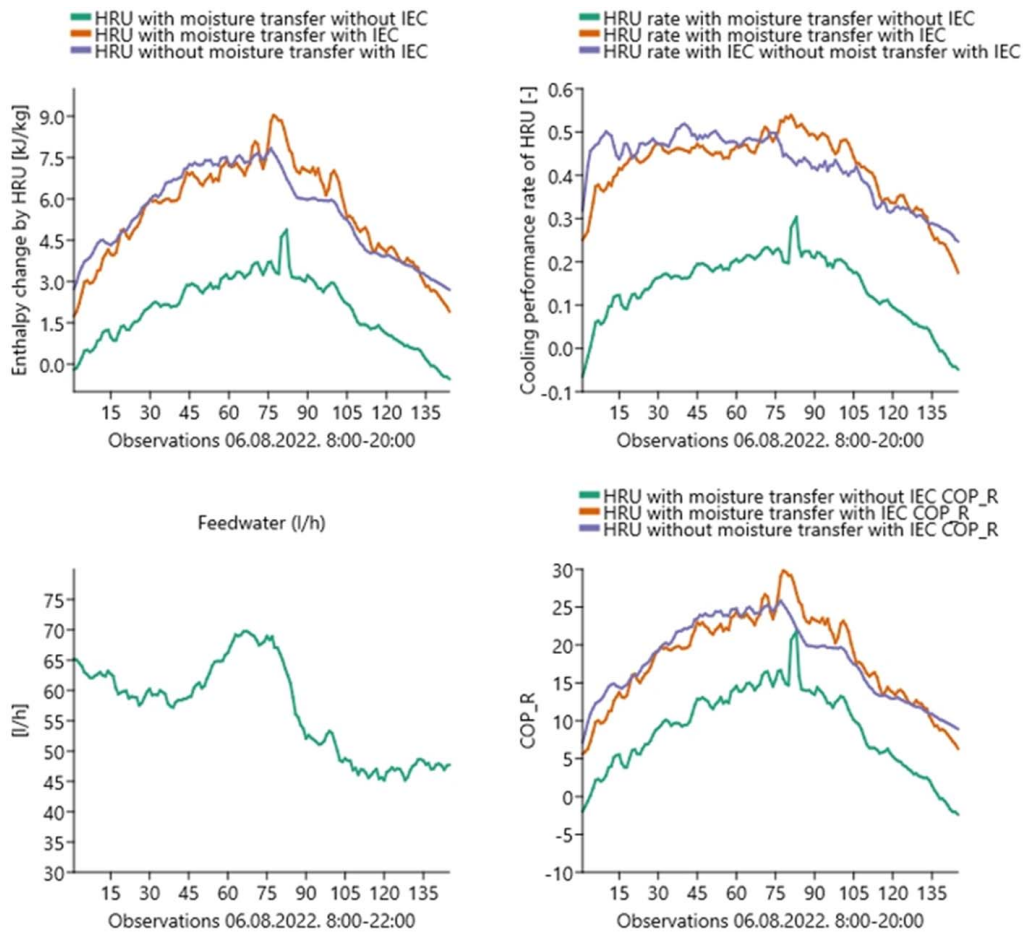 HRU with moisture transfer without IEC
HRU with moisture transfer with IEC
HRU without moisture transfer with IEC
Enthalpy change by HRU [kJ/kg]
9.0
7.5
6.0
4.5
3.0
1.5
0.0
15 30 45 60 75 90 105 120 135
Observations 06.08.2022. 8:00-20:00
HRU rate with moisture transfer without IEC
HRU rate with moisture transfer with IEC
HRU rate with IEC without moist transfer with IEC
Cooling performance rate of HRU [-]
0.6
0.5
0.4
0.3
0.2
0.1
0.0
-0.1
15 30 45 60 75 90 105 120 135
Observations 06.08.2022. 8:00-20:00
Feedwater (l/h)
[l/h]
75
70
65
60
55
50
45
40
35
30
15 30 45 60 75 90 105 120 135
Observations 06.08.2022. 8:00-22:00
HRU with moisture transfer without IEC COP_R
HRU with moisture transfer with IEC COP_R
HRU without moisture transfer with IEC COP_R
COP_R
30
25
20
15
10
5
0
-5
-10
15 30 45 60 75 90 105 120 135
Observations 06.08.2022. 8:00-20:00